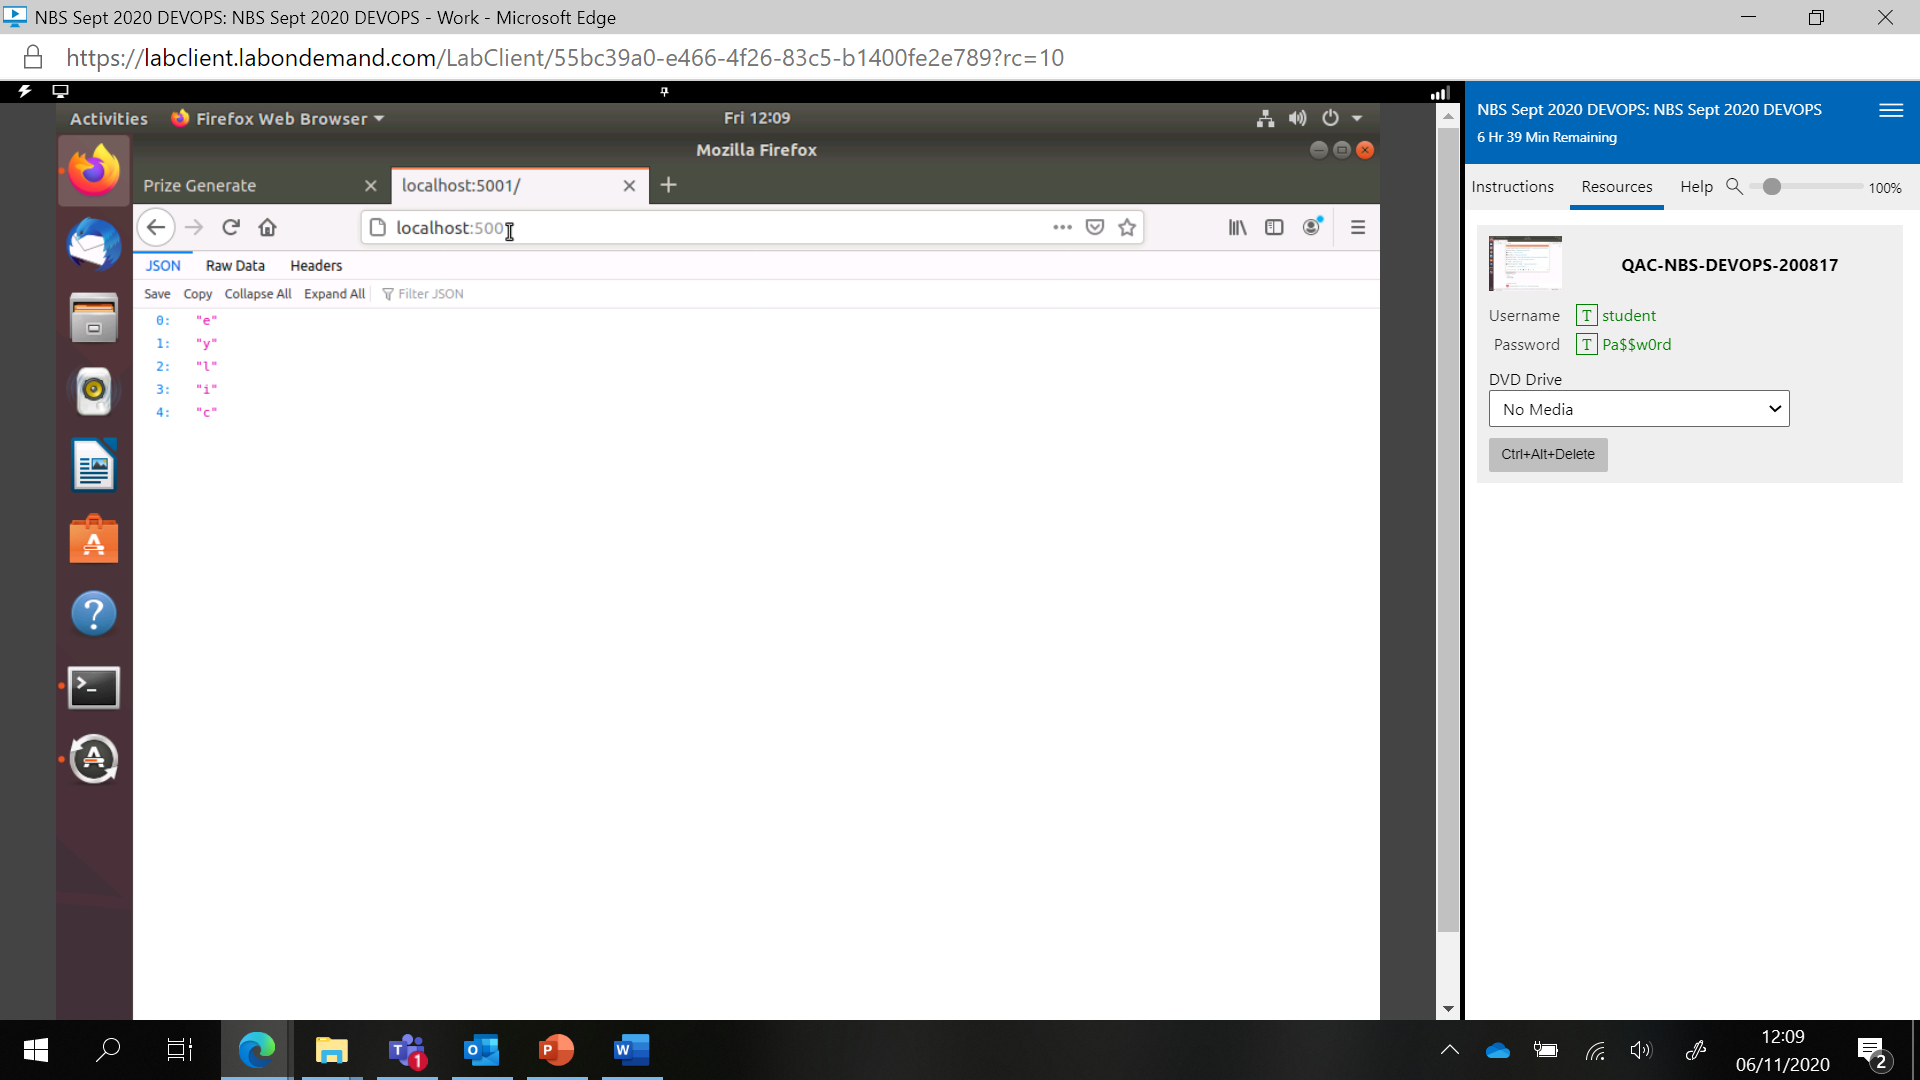 NBS Sept 2020 DEVOPS: NBS Sept 2020 DEVOPS - Work - Microsoft Edge
https://labclient.labondemand.com/LabClient/55bc39a0-e466-4f26-83c5-b1400fe2e789?rc=10
Activities Firefox Web Browser Fri 12:09
Mozilla Firefox
Prize Generate localhost:5001/
localhost:500
JSON Raw Data Headers
Save Copy Collapse All Expand All Filter JSON
0: "e"
1: "y"
2: "l"
3: "i"
4: "c"
NBS Sept 2020 DEVOPS: NBS Sept 2020 DEVOPS
6 Hr 39 Min Remaining
Instructions Resources Help 100%
QAC-NBS-DEVOPS-200817
Username T student
Password T Pa$$w0rd
DVD Drive
No Media
Ctrl+Alt+Delete
12:09
06/11/2020
1
2